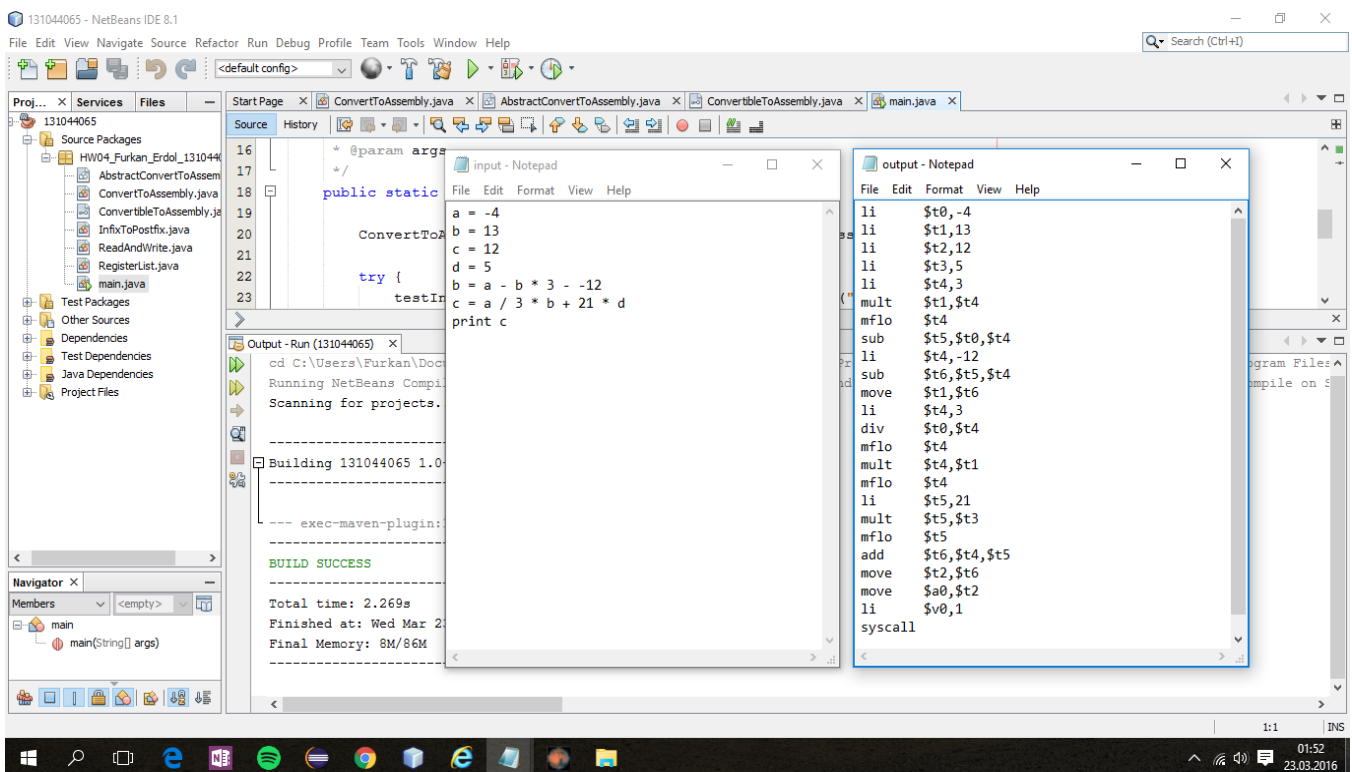 131044065 - NetBeans IDE 8.1
File Edit View Navigate Source Refactor Run Debug Profile Team Tools Window Help
Search (Ctrl+I)
<default config>
Proj... Services Files
131044065
Source Packages
HW04_Furkan_Erdol_131044
AbstractConvertToAssem
ConvertToAssembly.java
ConvertibleToAssembly.ja
InfixToPostfix.java
ReadAndWrite.java
RegisterList.java
main.java
Test Packages
Other Sources
Dependencies
Test Dependencies
Java Dependencies
Project Files
Start Page ConvertToAssembly.java AbstractConvertToAssembly.java ConvertibleToAssembly.java main.java
Source History
16 * @param args
17 */
18 public static
19
20 ConvertToA
21
22 try {
23 testIn
input - Notepad
File Edit Format View Help
a = -4
b = 13
c = 12
d = 5
b = a - b * 3 - -12
c = a / 3 * b + 21 * d
print c
output - Notepad
File Edit Format View Help
li $t0,-4
li $t1,13
li $t2,12
li $t3,5
li $t4,3
mult $t1,$t4
mflo $t4
sub $t5,$t0,$t4
li $t4,-12
sub $t6,$t5,$t4
move $t1,$t6
li $t4,3
div $t0,$t4
mflo $t4
mult $t4,$t1
mflo $t4
li $t5,21
mult $t5,$t3
mflo $t5
add $t6,$t4,$t5
move $t2,$t6
move $a0,$t2
li $v0,1
syscall
Output - Run (131044065)
cd C:\Users\Furkan\Doc
ogram Files
Running NetBeans Compi
mpile on S
Scanning for projects.
------------------------
Building 131044065 1.0-
------------------------
--- exec-maven-plugin:
------------------------
BUILD SUCCESS
------------------------
Total time: 2.269s
Finished at: Wed Mar 2
Final Memory: 8M/86M
------------------------
Navigator
Members <empty>
main
main(String[] args)
1:1 INS
01:52
23.03.2016